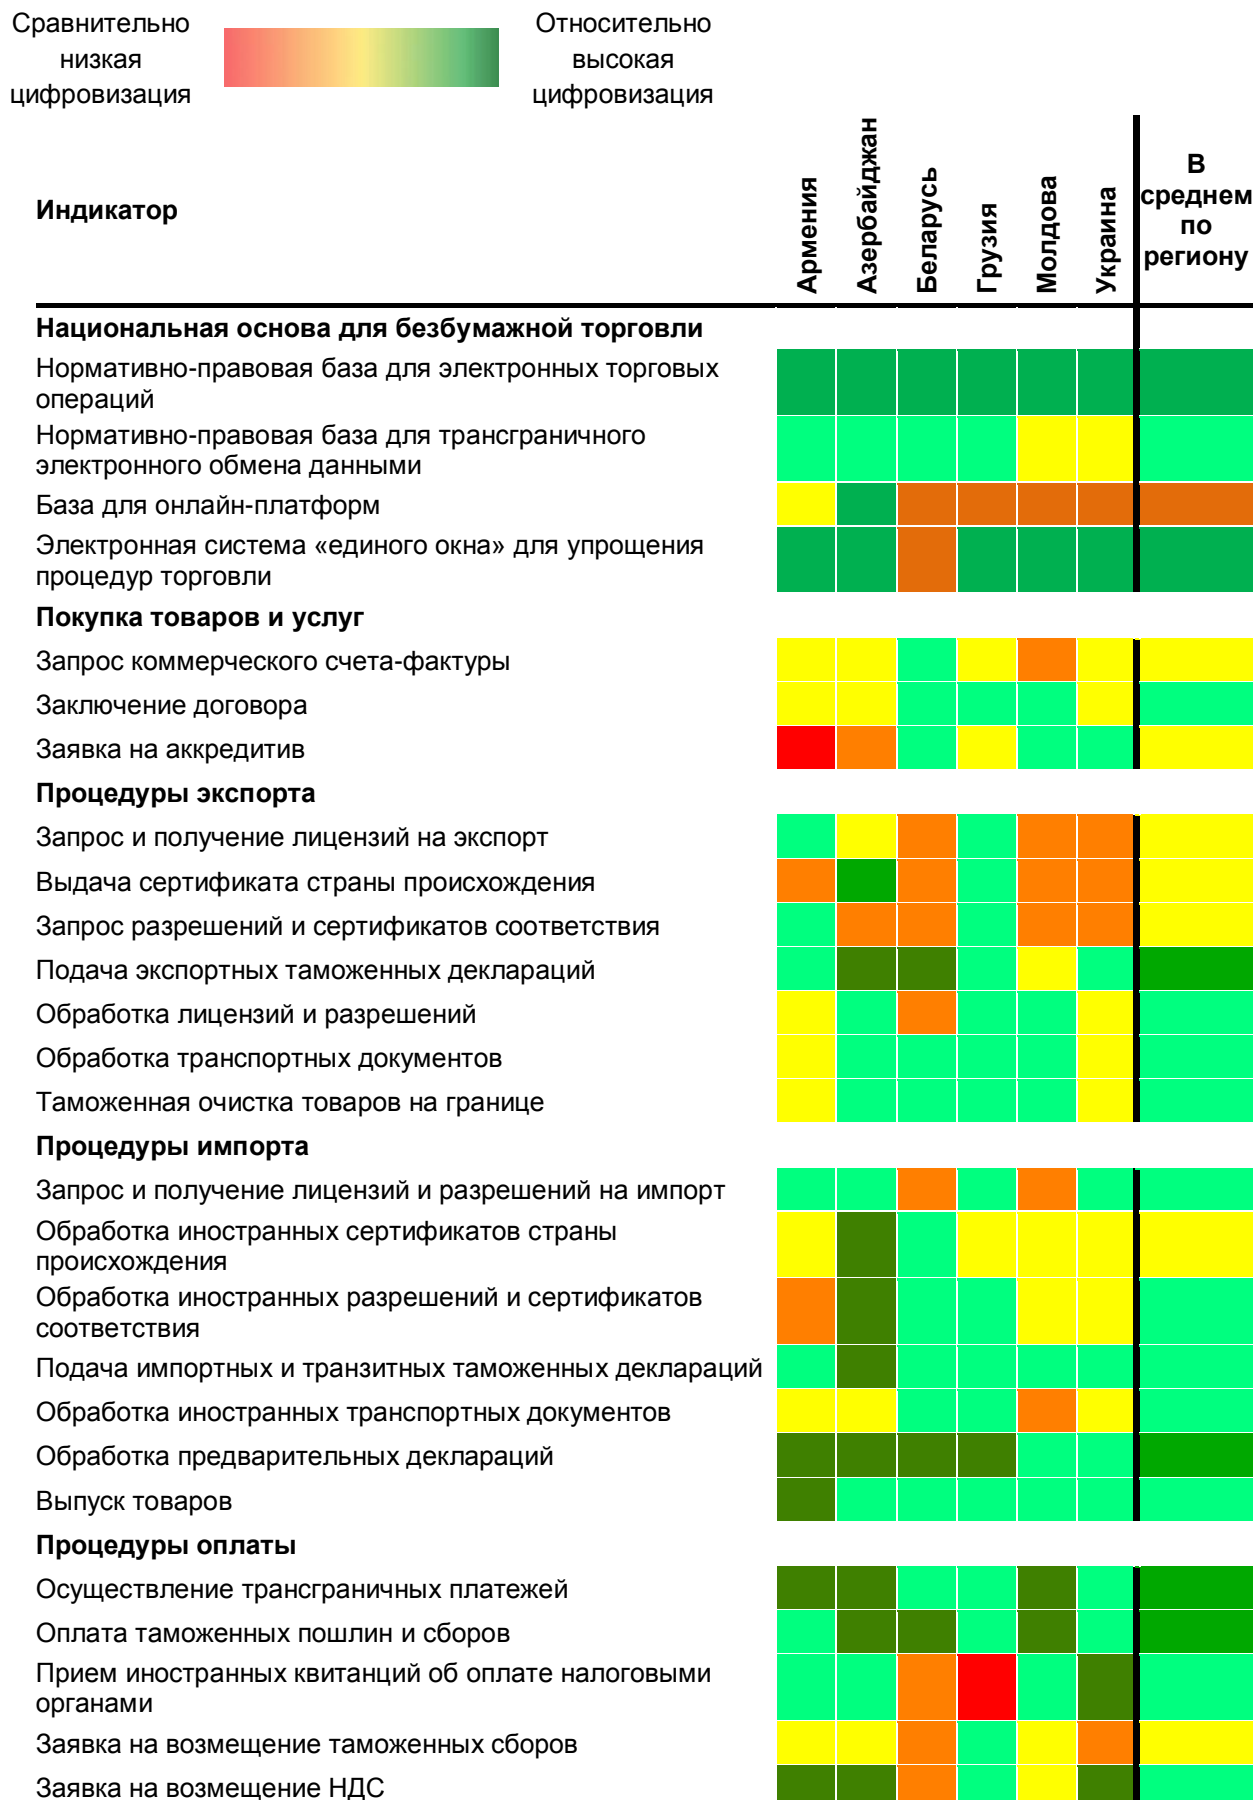 Сравнительно
низкая
цифровизация
Относительно
высокая
цифровизация
Индикатор
Армения
Азербайджан
Беларусь
Грузия
Молдова
Украина
В
среднем
по
региону
Национальная основа для безбумажной торговли
Нормативно-правовая база для электронных торговых
операций
Нормативно-правовая база для трансграничного
электронного обмена данными
База для онлайн-платформ
Электронная система «единого окна» для упрощения
процедур торговли
Покупка товаров и услуг
Запрос коммерческого счета-фактуры
Заключение договора
Заявка на аккредитив
Процедуры экспорта
Запрос и получение лицензий на экспорт
Выдача сертификата страны происхождения
Запрос разрешений и сертификатов соответствия
Подача экспортных таможенных деклараций
Обработка лицензий и разрешений
Обработка транспортных документов
Таможенная очистка товаров на границе
Процедуры импорта
Запрос и получение лицензий и разрешений на импорт
Обработка иностранных сертификатов страны
происхождения
Обработка иностранных разрешений и сертификатов
соответствия
Подача импортных и транзитных таможенных деклараций
Обработка иностранных транспортных документов
Обработка предварительных деклараций
Выпуск товаров
Процедуры оплаты
Осуществление трансграничных платежей
Оплата таможенных пошлин и сборов
Прием иностранных квитанций об оплате налоговыми
органами
Заявка на возмещение таможенных сборов
Заявка на возмещение НДС